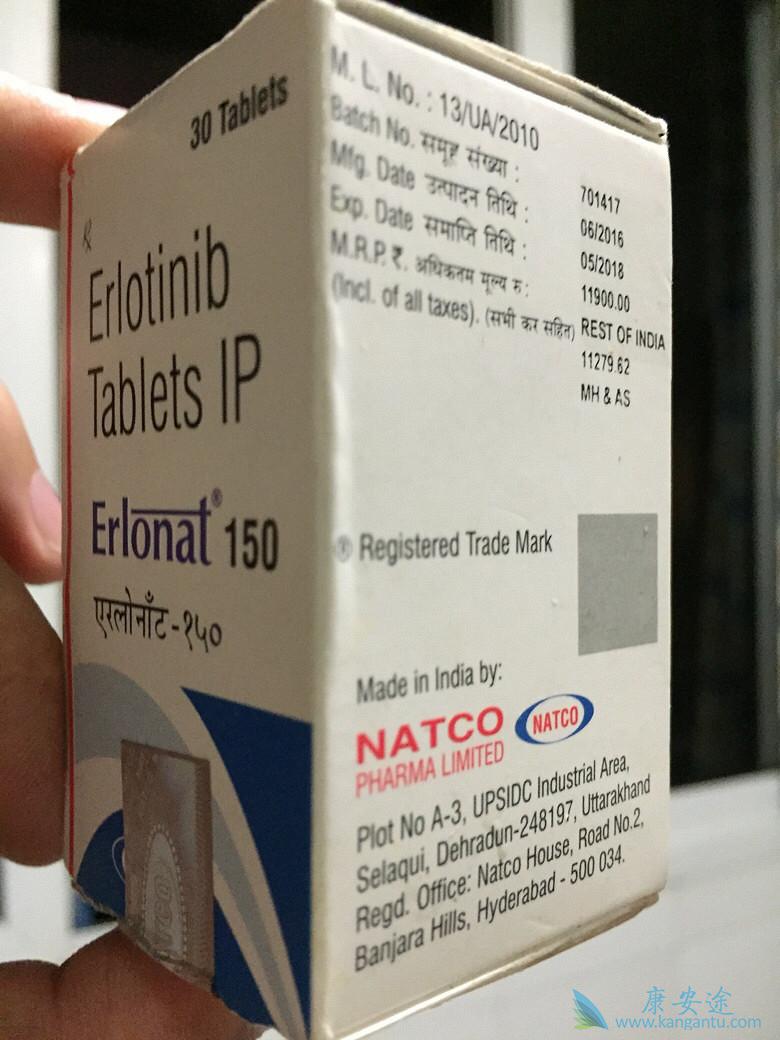 30 Tablets
℞
Erlotinib
Tablets IP
Erlonat® 150
एरलोनाँट-१५०
M. L. No. : 13/UA/2010
Batch No. समूह संख्या : 701417
Mfg. Date उत्पादन तिथि : 06/2016
Exp. Date समाप्ति तिथि : 05/2018
M.R.P. ₹. अधिकतम मूल्य रु : 11900.00
(Incl. of all taxes). (सभी कर सहित) REST OF INDIA
11279.62
MH & AS
® Registered Trade Mark
Made in India by:
NATCO NATCO
PHARMA LIMITED
Plot No A-3, UPSIDC Industrial Area,
Selaqui, Dehradun-248197, Uttarakhand
Regd. Office: Natco House, Road No.2,
Banjara Hills, Hyderabad - 500 034.
康安途
www.kangantu.com